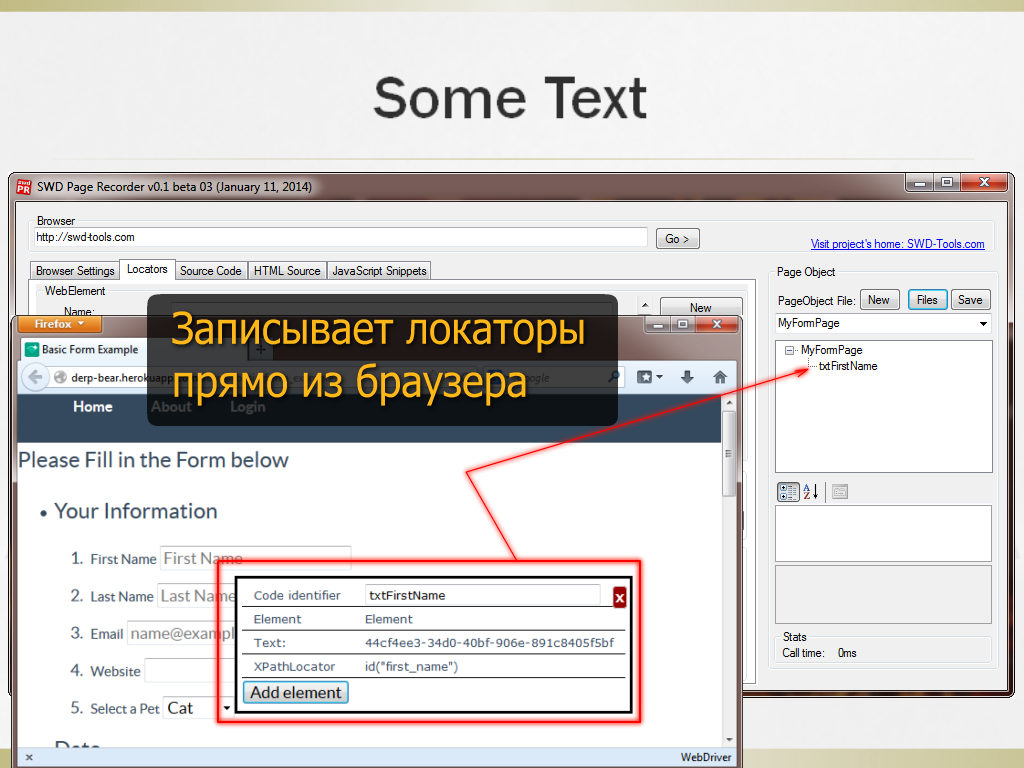 Some Text
SWD Page Recorder v0.1 beta 03 (January 11, 2014)
Browser
http://swd-tools.com
Go >
Visit project's home: SWD-Tools.com
Browser Settings
Locators
Source Code
HTML Source
JavaScript Snippets
WebElement
Name:
New
Page Object
PageObject File:
New
Files
Save
MyFormPage
MyFormPage
txtFirstName
Stats
Call time: 0ms
Firefox
Basic Form Example
Записывает локаторы
прямо из браузера
derp-bear.herokuapp
Home
About
Login
Please Fill in the Form below
• Your Information
1. First Name First Name
2. Last Name Last Name
3. Email name@exampl
4. Website
5. Select a Pet Cat
Code identifier txtFirstName
x
Element Element
Text: 44cf4ee3-34d0-40bf-906e-891c8405f5bf
XPathLocator id("first_name")
Add element
WebDriver